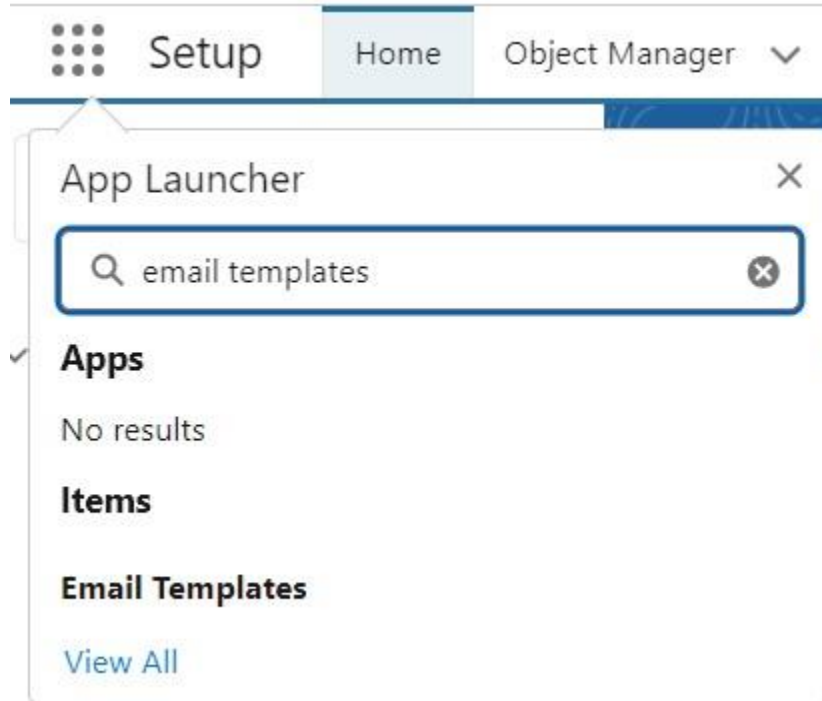 Setup Home Object Manager
App Launcher
email templates
Apps
No results
Items
Email Templates
View All